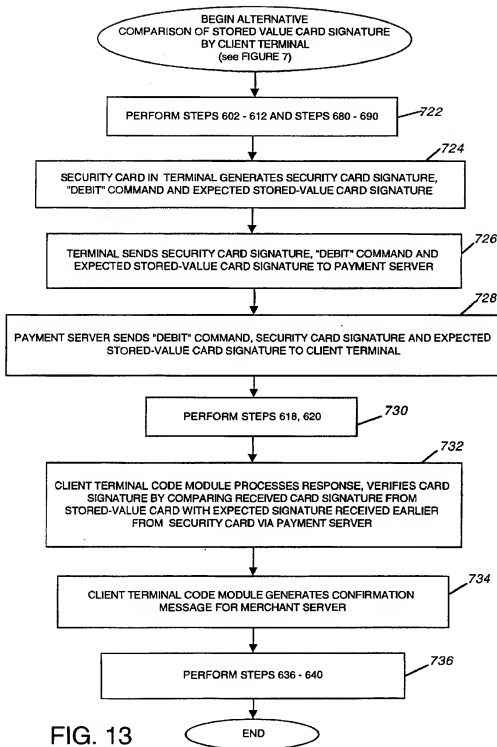 BEGIN ALTERNATIVE
COMPARISON OF STORED VALUE CARD SIGNATURE
BY CLIENT TERMINAL
(see FIGURE 7)
PERFORM STEPS 602 - 612 AND STEPS 680 - 690
722
724
SECURITY CARD IN TERMINAL GENERATES SECURITY CARD SIGNATURE,
"DEBIT" COMMAND AND EXPECTED STORED-VALUE CARD SIGNATURE
726
TERMINAL SENDS SECURITY CARD SIGNATURE, "DEBIT" COMMAND AND
EXPECTED STORED-VALUE CARD SIGNATURE TO PAYMENT SERVER
728
PAYMENT SERVER SENDS "DEBIT" COMMAND, SECURITY CARD SIGNATURE AND EXPECTED
STORED-VALUE CARD SIGNATURE TO CLIENT TERMINAL
PERFORM STEPS 618, 620
730
732
CLIENT TERMINAL CODE MODULE PROCESSES RESPONSE, VERIFIES CARD
SIGNATURE BY COMPARING RECEIVED CARD SIGNATURE FROM
STORED-VALUE CARD WITH EXPECTED SIGNATURE RECEIVED EARLIER
FROM SECURITY CARD VIA PAYMENT SERVER
734
CLIENT TERMINAL CODE MODULE GENERATES CONFIRMATION
MESSAGE FOR MERCHANT SERVER
PERFORM STEPS 636 - 640
736
END
FIG. 13